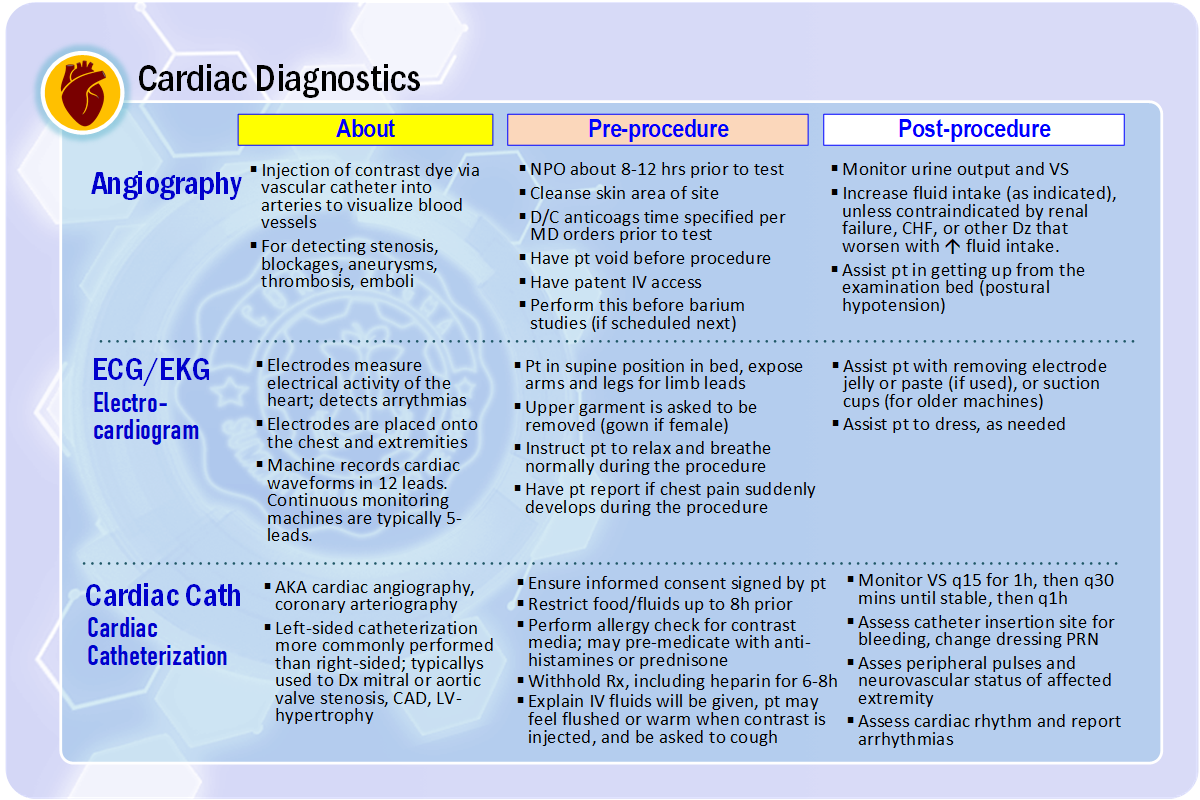 Cardiac Diagnostics
About
Pre-procedure
Post-procedure
Angiography
▪ Injection of contrast dye via
vascular catheter into
arteries to visualize blood
vessels
▪ For detecting stenosis,
blockages, aneurysms,
thrombosis, emboli
▪ NPO about 8-12 hrs prior to test
▪ Cleanse skin area of site
▪ D/C anticoags time specified per
MD orders prior to test
▪ Have pt void before procedure
▪ Have patent IV access
▪ Perform this before barium
studies (if scheduled next)
▪ Monitor urine output and VS
▪ Increase fluid intake (as indicated),
unless contraindicated by renal
failure, CHF, or other Dz that
worsen with ↑ fluid intake.
▪ Assist pt in getting up from the
examination bed (postural
hypotension)
ECG/EKG
Electro-
cardiogram
▪ Electrodes measure
electrical activity of the
heart; detects arrythmias
▪ Electrodes are placed onto
the chest and extremities
▪ Machine records cardiac
waveforms in 12 leads.
Continuous monitoring
machines are typically 5-
leads.
▪ Pt in supine position in bed, expose
arms and legs for limb leads
▪ Upper garment is asked to be
removed (gown if female)
▪ Instruct pt to relax and breathe
normally during the procedure
▪ Have pt report if chest pain suddenly
develops during the procedure
▪ Assist pt with removing electrode
jelly or paste (if used), or suction
cups (for older machines)
▪ Assist pt to dress, as needed
Cardiac Cath
Cardiac
Catheterization
▪ AKA cardiac angiography,
coronary arteriography
▪ Left-sided catheterization
more commonly performed
than right-sided; typicallys
used to Dx mitral or aortic
valve stenosis, CAD, LV-
hypertrophy
▪ Ensure informed consent signed by pt
▪ Restrict food/fluids up to 8h prior
▪ Perform allergy check for contrast
media; may pre-medicate with anti-
histamines or prednisone
▪ Withhold Rx, including heparin for 6-8h
▪ Explain IV fluids will be given, pt may
feel flushed or warm when contrast is
injected, and be asked to cough
▪ Monitor VS q15 for 1h, then q30
mins until stable, then q1h
▪ Assess catheter insertion site for
bleeding, change dressing PRN
▪ Asses peripheral pulses and
neurovascular status of affected
extremity
▪ Assess cardiac rhythm and report
arrhythmias